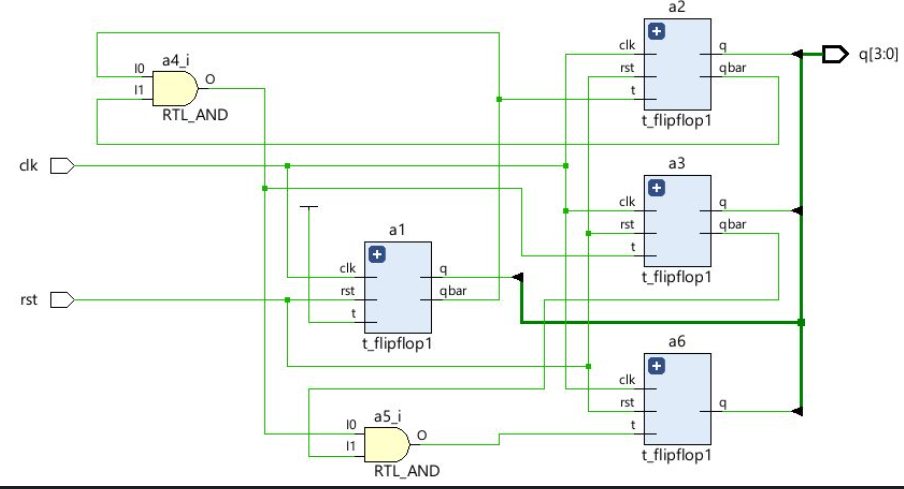 a2
clk q
rst qbar
t
t_flipflop1
q[3:0]
a4_i
I0 O
I1
RTL_AND
clk
a3
clk q
rst qbar
t
t_flipflop1
a1
clk q
rst qbar
t
t_flipflop1
rst
a6
clk
rst q
t
t_flipflop1
a5_i
I0 O
I1
RTL_AND